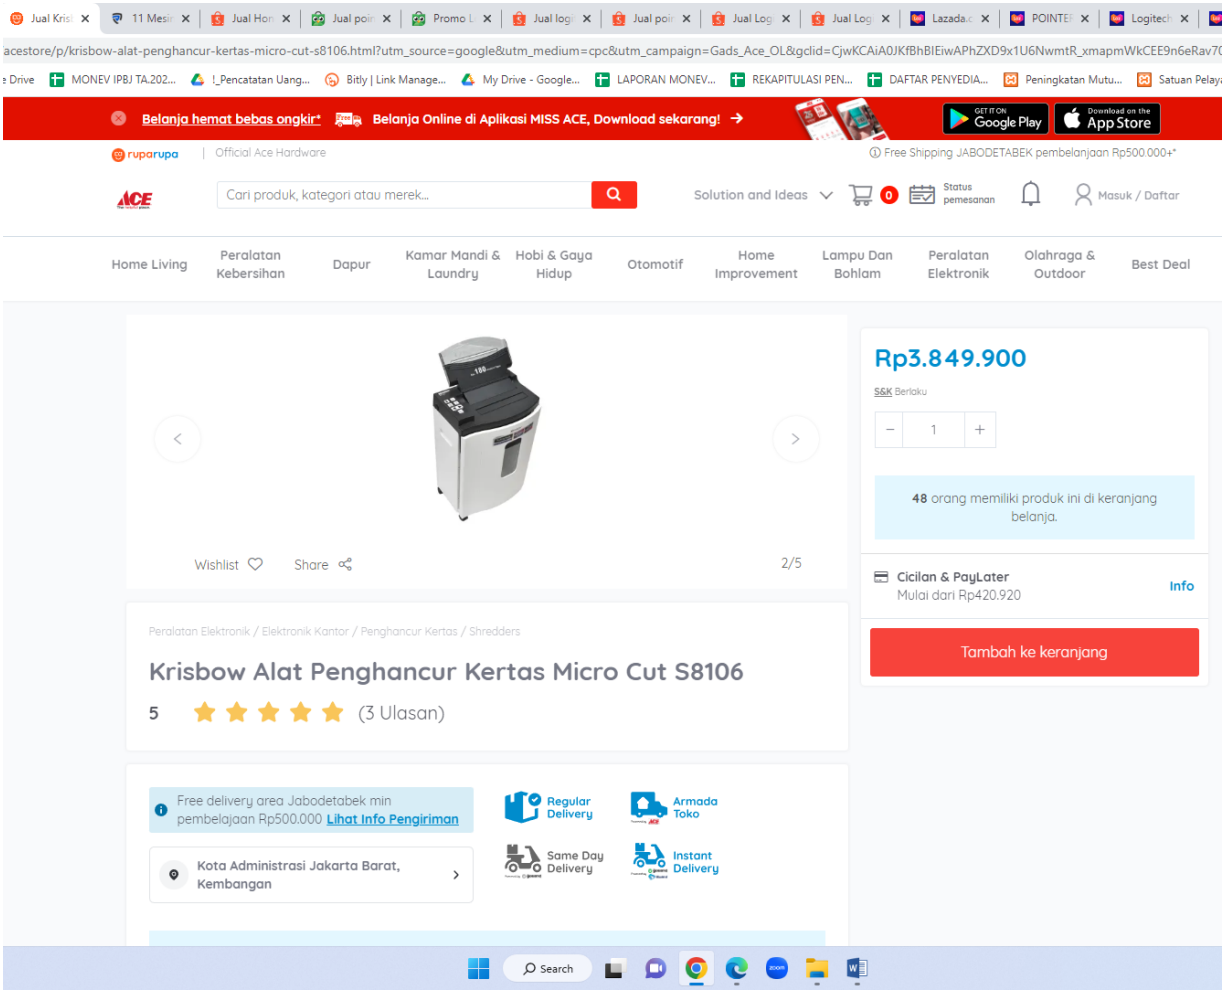 Jual Kris
11 Mesin
Jual Hon
Jual poin
Promo L
Jual logi
Jual poin
Jual Log
Jual Log
Lazada.c
POINTER
Logitech
acestore/p/krisbow-alat-penghancur-kertas-micro-cut-s8106.html?utm_source=google&utm_medium=cpc&utm_campaign=Gads_Ace_OL&gclid=CjwKCAiA0JKfBhBIEiwAPhZXD9x1U6NwmtR_xmapmWkCEE9n6eRav70
e Drive
MONEV IPBJ TA.202...
!_Pencatatan Uang...
Bitly | Link Manage...
My Drive - Google...
LAPORAN MONEV...
REKAPITULASI PEN...
DAFTAR PENYEDIA...
Peningkatan Mutu...
Satuan Pelaya
Belanja hemat bebas ongkir*
Free
Belanja Online di Aplikasi MISS ACE, Download sekarang!
GET IT ON
Google Play
Download on the
App Store
ruparupa
Official Ace Hardware
Free Shipping JABODETABEK pembelanjaan Rp500.000+*
ACE
Cari produk, kategori atau merek...
Solution and Ideas
0
Status
pemesanan
Masuk / Daftar
Home Living
Peralatan
Kebersihan
Dapur
Kamar Mandi &
Laundry
Hobi & Gaya
Hidup
Otomotif
Home
Improvement
Lampu Dan
Bohlam
Peralatan
Elektronik
Olahraga &
Outdoor
Best Deal
180
Wishlist
Share
2/5
Rp3.849.900
S&K Berlaku
- 1 +
48 orang memiliki produk ini di keranjang
belanja.
Cicilan & PayLater
Mulai dari Rp420.920
Info
Tambah ke keranjang
Peralatan Elektronik / Elektronik Kantor / Penghancur Kertas / Shredders
Krisbow Alat Penghancur Kertas Micro Cut S8106
5
(3 Ulasan)
Free delivery area Jabodetabek min
pembelajaan Rp500.000 Lihat Info Pengiriman
Kota Administrasi Jakarta Barat,
Kembangan
Regular
Delivery
Armada
Toko
ACE
Same Day
Delivery
Instant
Delivery
Search
zoom
W